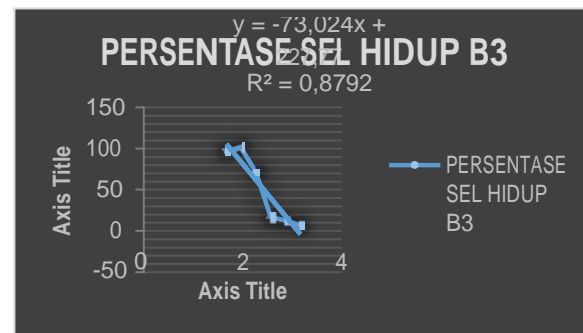 y = -73,024x +
PERSENTASE SEL HIDUP B3
R² = 0,8792
150
100
50
0
-50
0
2
4
Axis Title
Axis Title
PERSENTASE
SEL HIDUP
B3